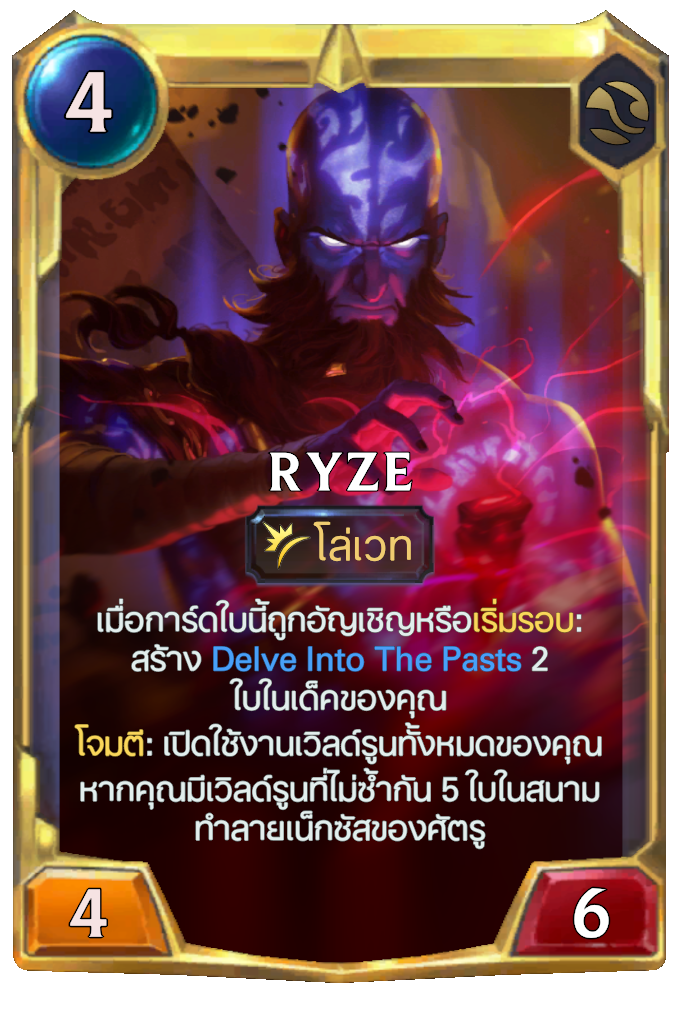 4
RYZE
โล่เวท
เมื่อการ์ดใบนี้ถูกอัญเชิญหรือเริ่มรอบ:
สร้าง Delve Into The Pasts 2
ใบในเด็คของคุณ
โจมตี: เปิดใช้งานเวิลด์รูนทั้งหมดของคุณ
หากคุณมีเวิลด์รูนที่ไม่ซ้ำกัน 5 ใบในสนาม
ทำลายเน็กซัสของศัตรู
4
6